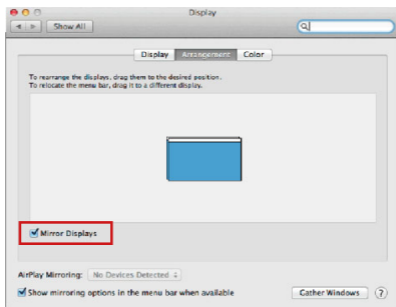 Display
Show All
Display Arrangement Color
To rearrange the displays, drag them to the desired position.
To relocate the menu bar, drag it to a different display.
Mirror Displays
AirPlay Mirroring: No Devices Detected
Show mirroring options in the menu bar when available
Gather Windows ?